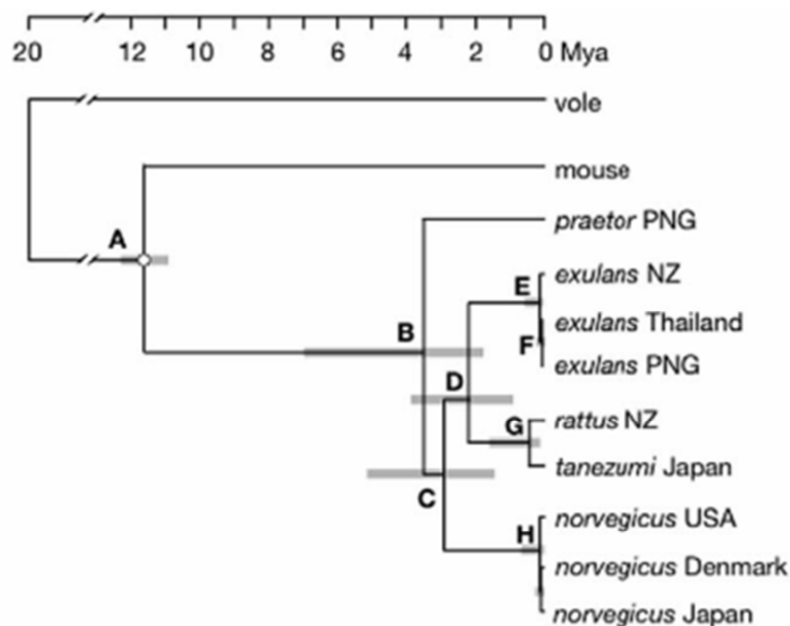 20 12 10 8 6 4 2 0 Mya
vole
mouse
A
praetor PNG
exulans NZ
E
exulans Thailand
B
F
exulans PNG
D
rattus NZ
G
tanezumi Japan
C
norvegicus USA
H
norvegicus Denmark
norvegicus Japan